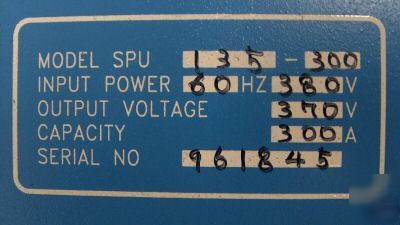 MODEL SPU 135-300
INPUT POWER 60 HZ 380 V
OUTPUT VOLTAGE 370 V
CAPACITY 300 A
SERIAL NO 961845